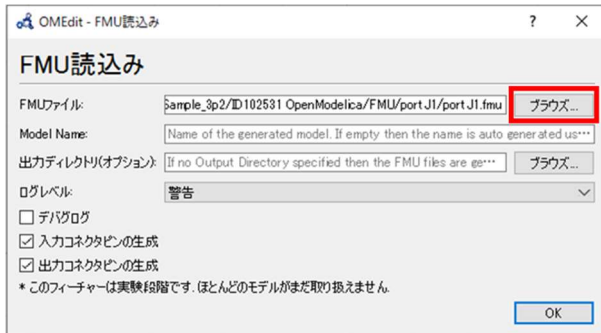 OMEdit - FMU読込み ? ×
FMU読込み
FMUファイル: Sample_3p2/ID102531 OpenModelica/FMU/portJ1/portJ1.fmu ブラウズ...
Model Name: Name of the generated model. If empty then the name is auto generated us···
出力ディレクトリ(オプション): If no Output Directory specified then the FMU files are ge··· ブラウズ...
ログレベル: 警告
デバグログ
入力コネクタピンの生成
出力コネクタピンの生成
* このフィーチャーは実験段階です. ほとんどのモデルがまだ取り扱えません.
OK